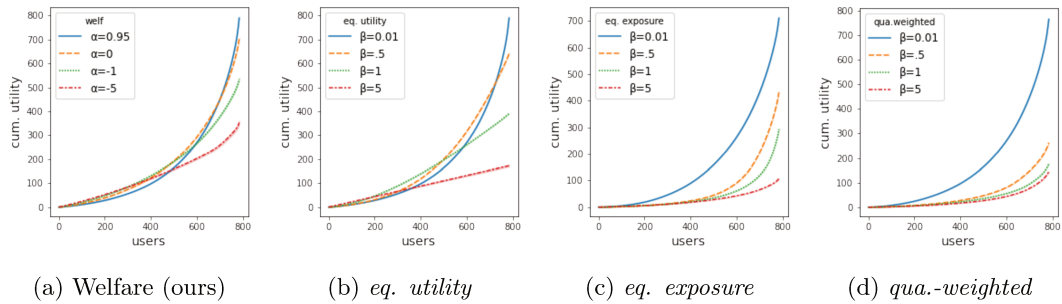 welf
α=0.95
α=0
α=-1
α=-5
cum. utility
800
700
600
500
400
300
200
100
0
0 200 400 600 800
users
(a) Welfare (ours)
eq. utility
β=0.01
β=.5
β=1
β=5
cum. utility
800
700
600
500
400
300
200
100
0
0 200 400 600 800
users
(b) eq. utility
eq. exposure
β=0.01
β=.5
β=1
β=5
cum. utility
700
600
500
400
300
200
100
0
0 200 400 600 800
users
(c) eq. exposure
qua.weighted
β=0.01
β=.5
β=1
β=5
cum. utility
800
700
600
500
400
300
200
100
0
0 200 400 600 800
users
(d) qua.-weighted